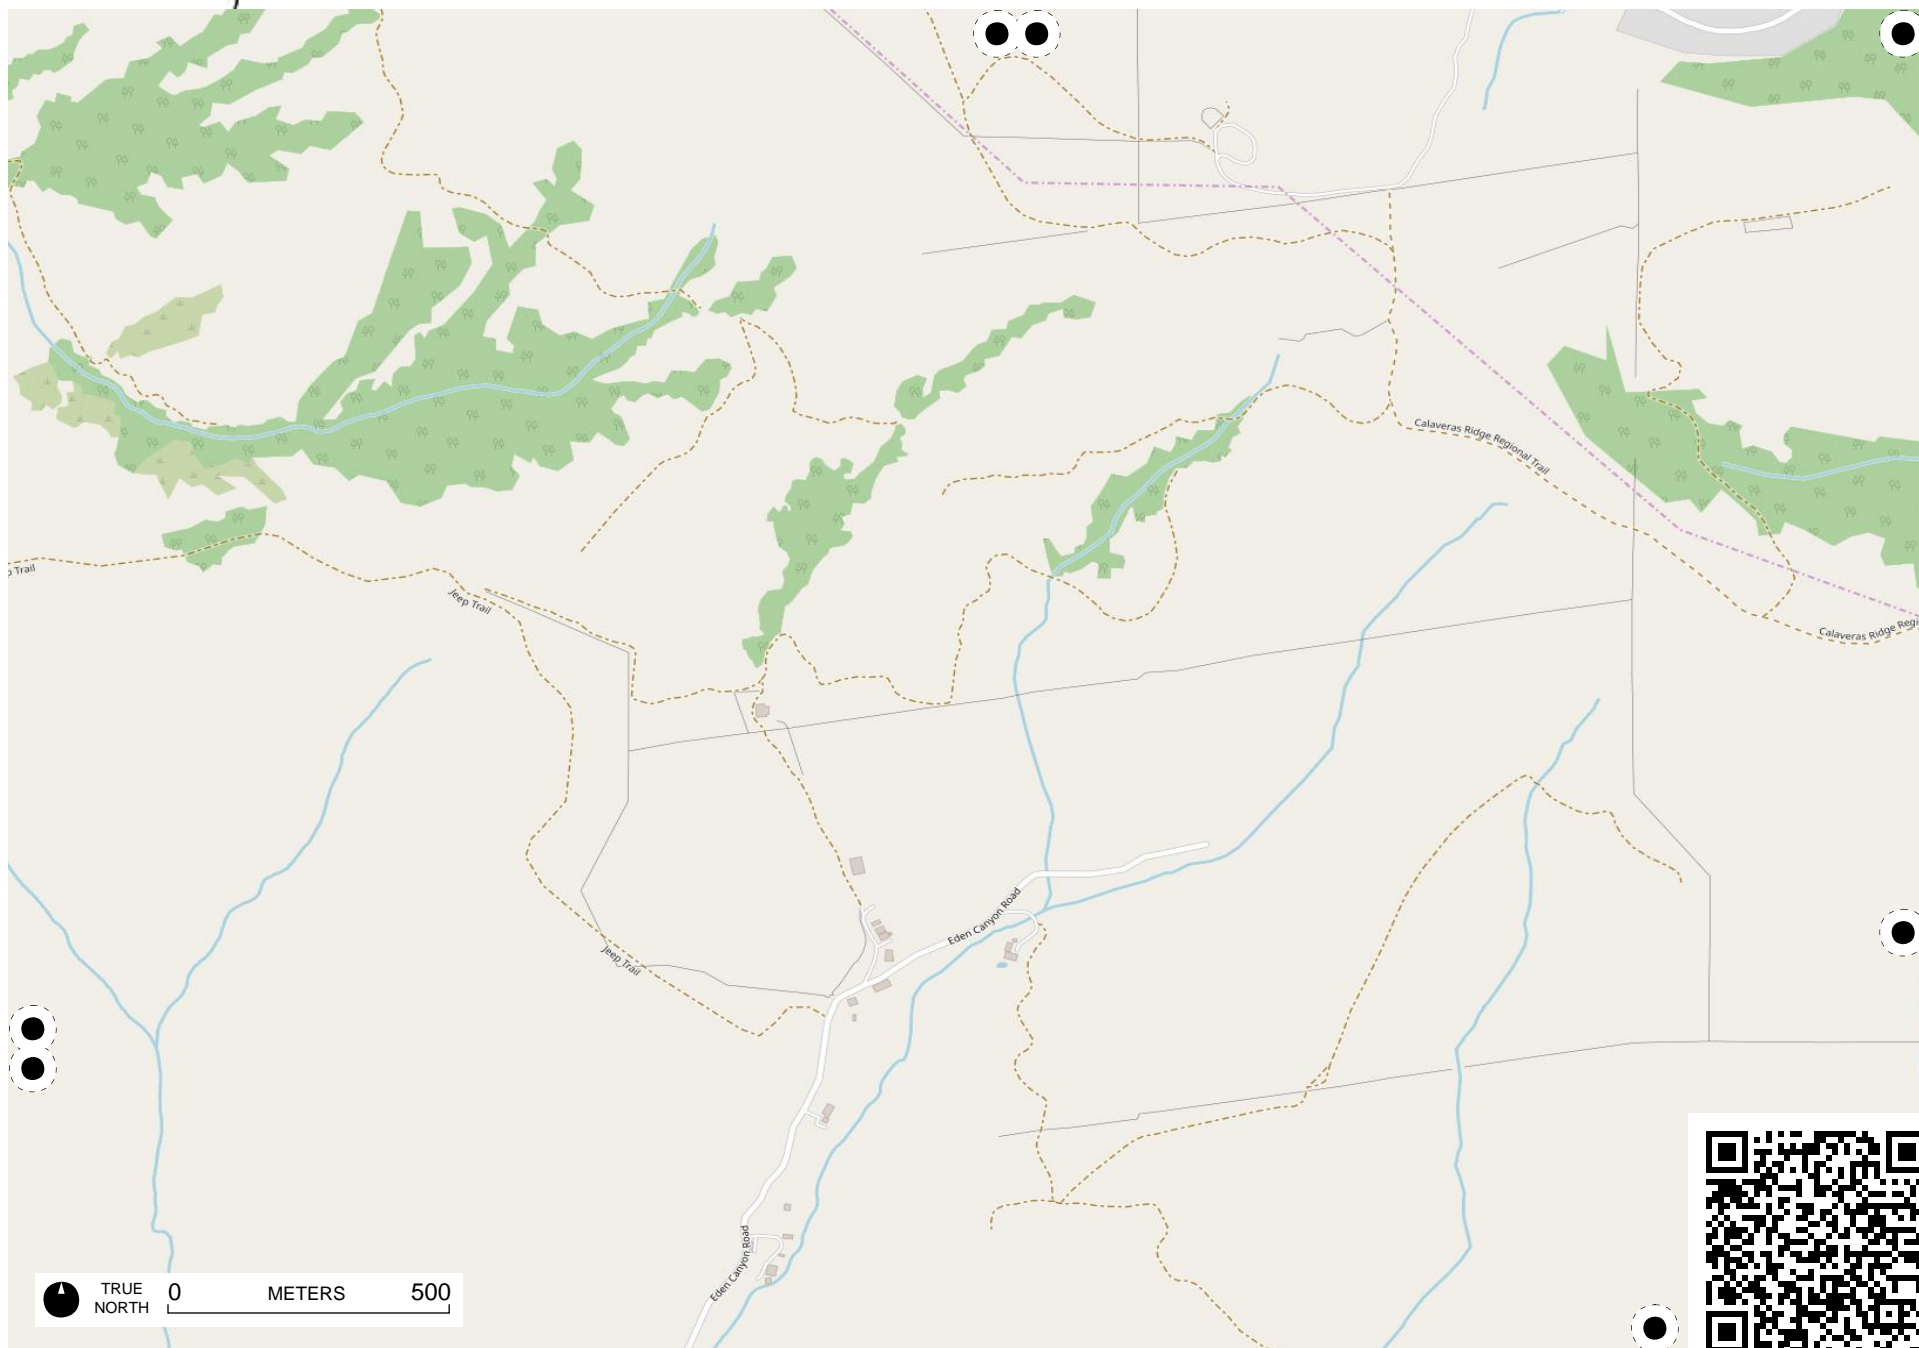 Calaveras Ridge Regional Trail
Trail
Jeep Trail
Calaveras Ridge Regi
Eden Canyon Road
Jeep Trail
Eden Canyon Road
TRUE NORTH
0 METERS 500